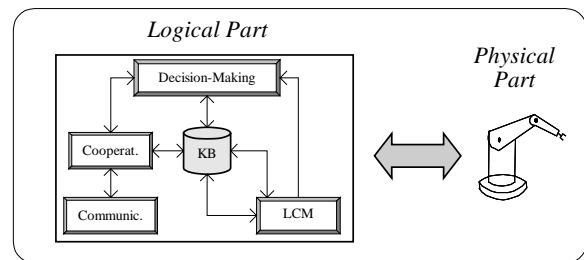 Logical Part
Physical
Part
Decision-Making
Cooperat.
KB
Communic.
LCM